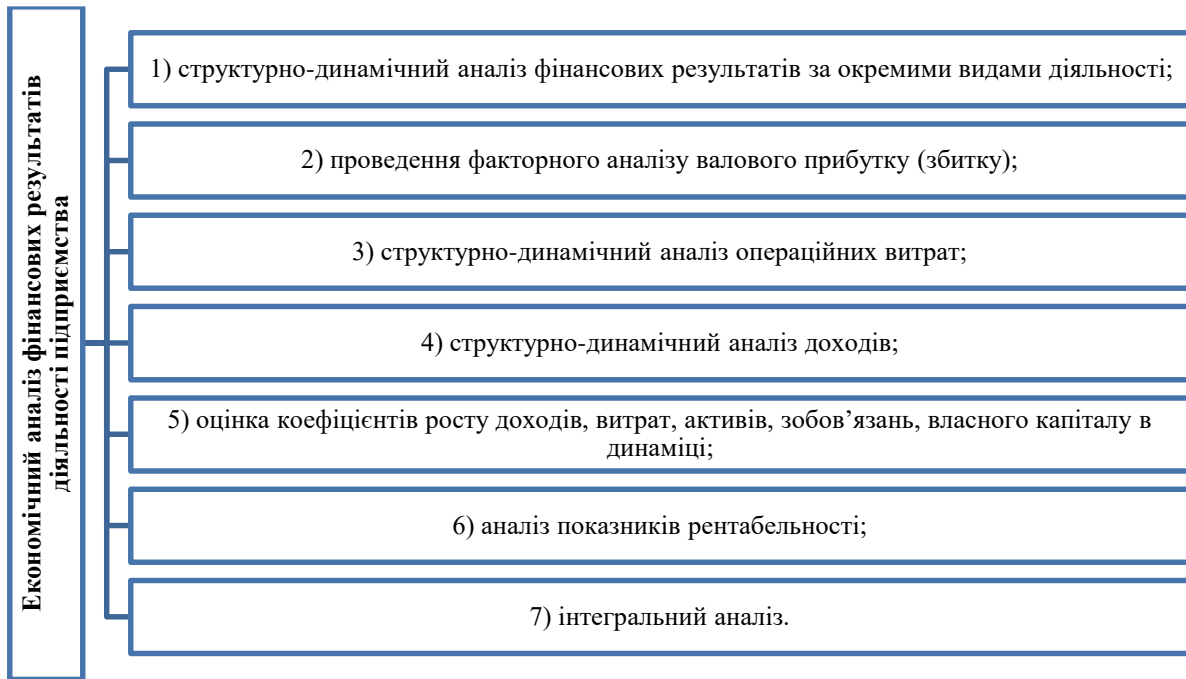 Економічний аналіз фінансових результатів
діяльності підприємства
1) структурно-динамічний аналіз фінансових результатів за окремими видами діяльності;
2) проведення факторного аналізу валового прибутку (збитку);
3) структурно-динамічний аналіз операційних витрат;
4) структурно-динамічний аналіз доходів;
5) оцінка коефіцієнтів росту доходів, витрат, активів, зобов’язань, власного капіталу в
динаміці;
6) аналіз показників рентабельності;
7) інтегральний аналіз.